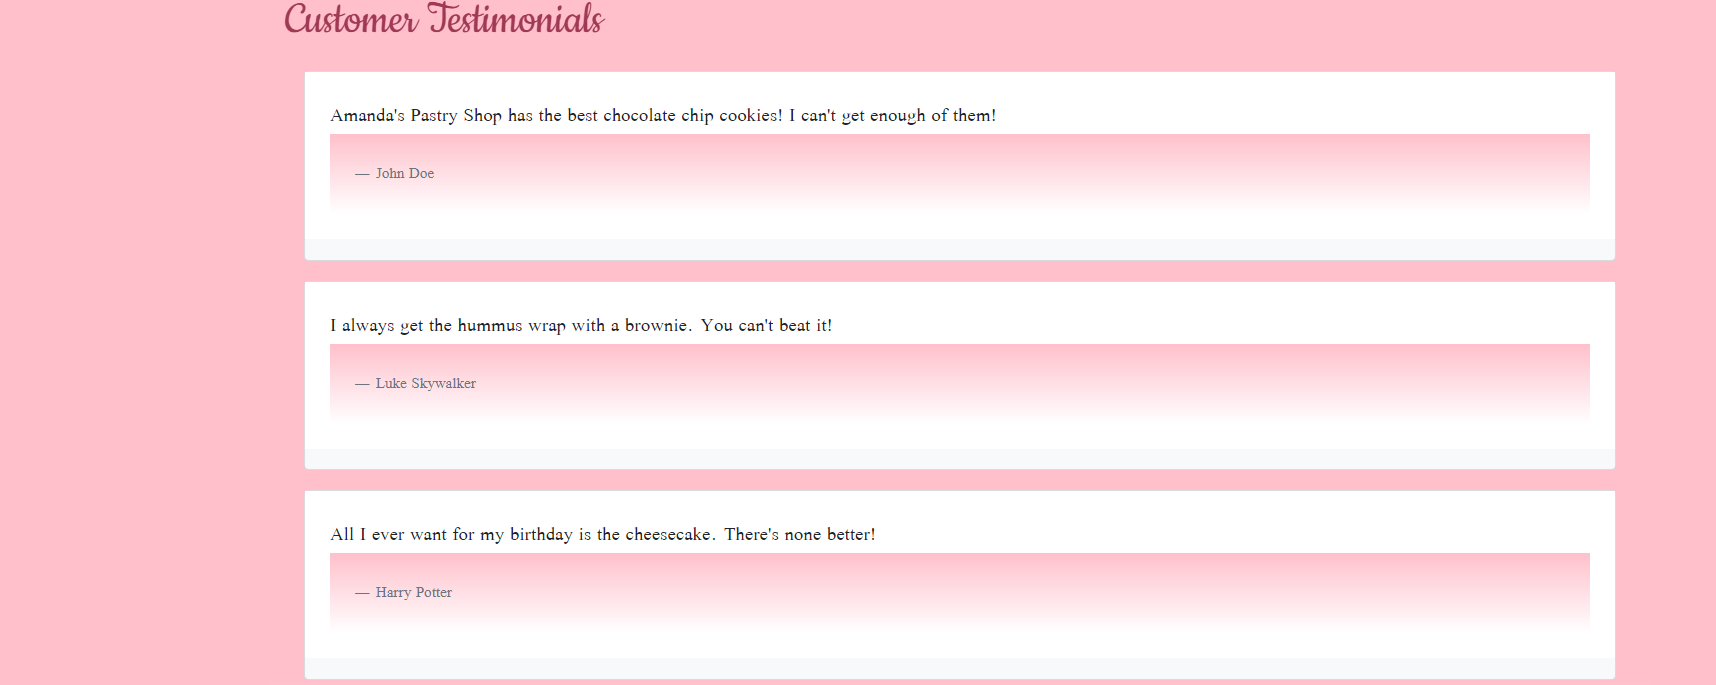 Customer Testimonials
Amanda's Pastry Shop has the best chocolate chip cookies! I can't get enough of them!
— John Doe
I always get the hummus wrap with a brownie. You can't beat it!
— Luke Skywalker
All I ever want for my birthday is the cheesecake. There's none better!
— Harry Potter